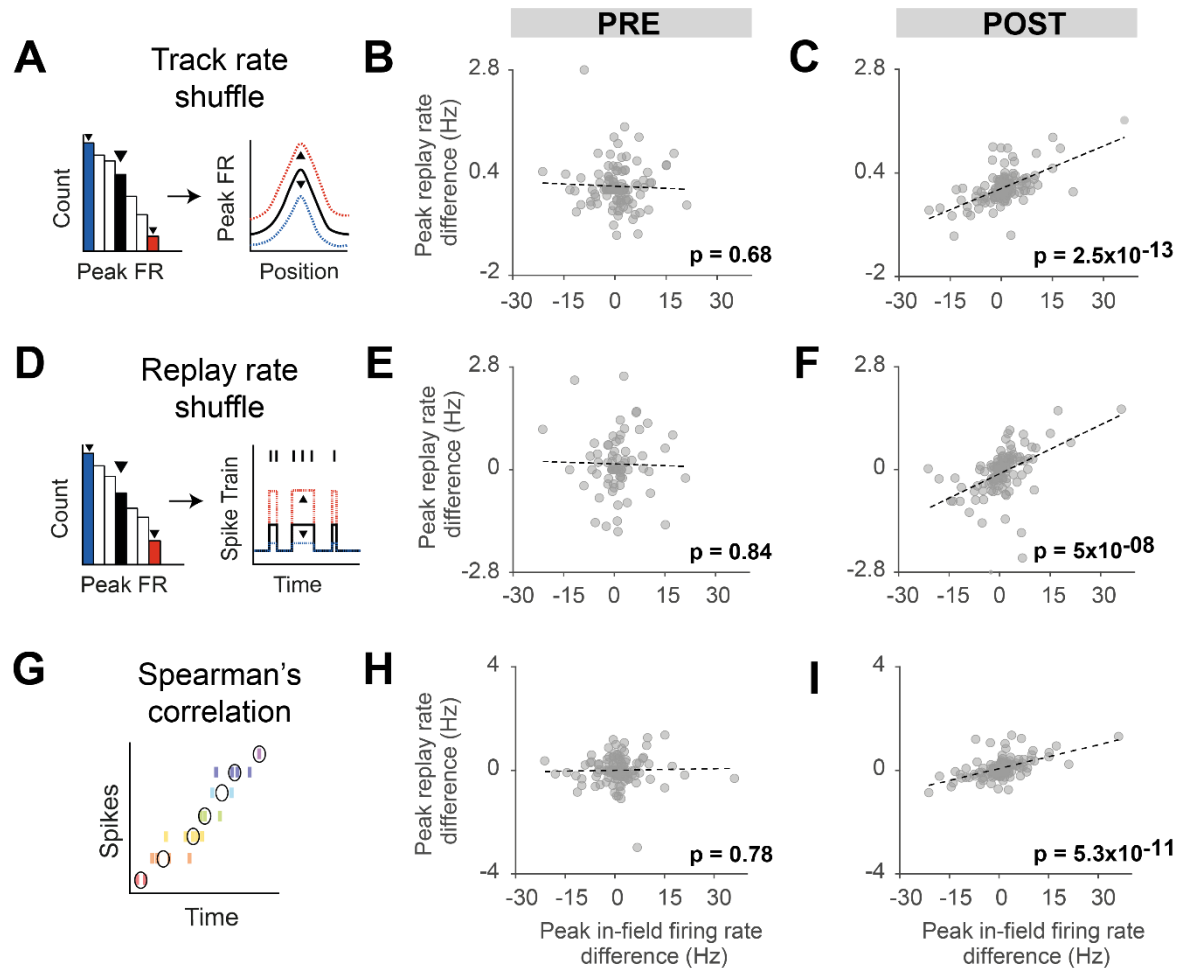 PRE
POST
A
Track rate
shuffle
Count
Peak FR
Peak FR
Position
B
Peak replay rate
difference (Hz)
2.8
0.4
-2
-30 -15 0 15 30
p = 0.68
C
2.8
0.4
-2
-30 -15 0 15 30
p = 2.5x10-13
D
Replay rate
shuffle
Count
Peak FR
Spike Train
Time
E
Peak replay rate
difference (Hz)
2.8
0
-2.8
-30 -15 0 15 30
p = 0.84
F
2.8
0
-2.8
-30 -15 0 15 30
p = 5x10-08
G
Spearman’s
correlation
Spikes
Time
H
Peak replay rate
difference (Hz)
4
0
-4
-30 -15 0 15 30
p = 0.78
Peak in-field firing rate
difference (Hz)
I
4
0
-4
-30 -15 0 15 30
p = 5.3x10-11
Peak in-field firing rate
difference (Hz)